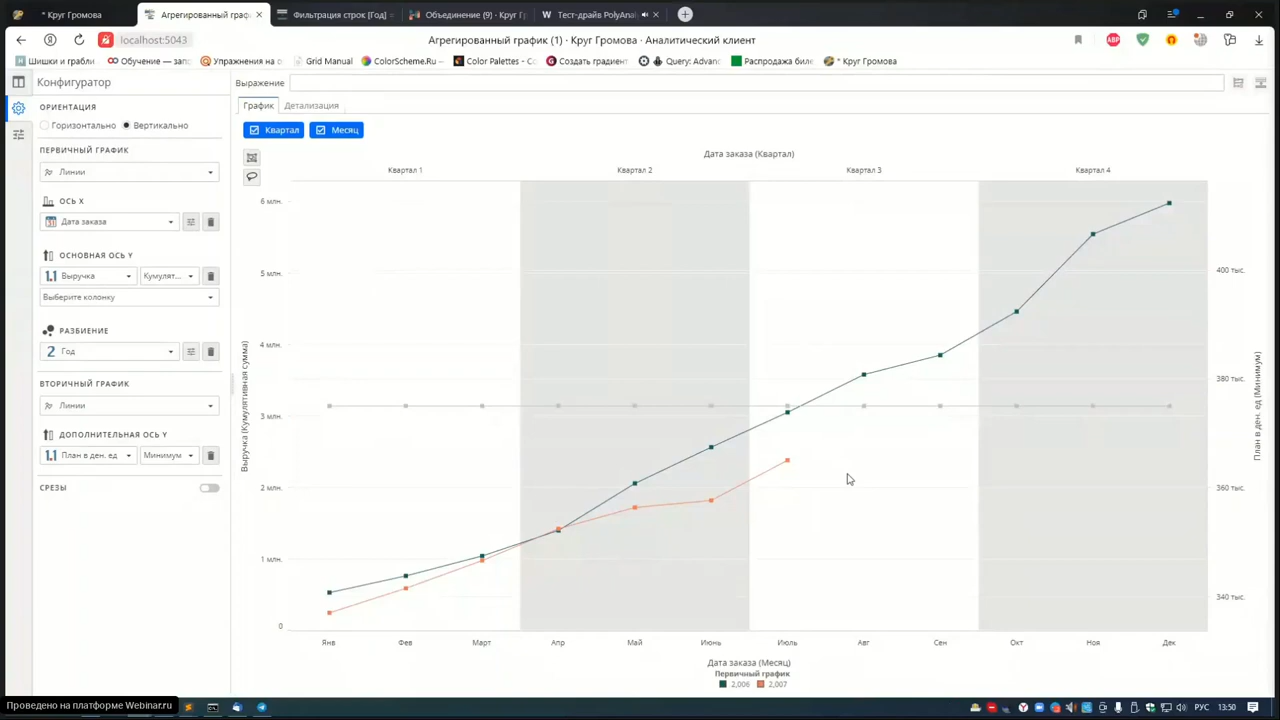 * Круг Громова
Агрегированный граф
Фильтрация строк [Год]
Объединение (9) · Круг Гр
Тест-драйв PolyAnal
localhost:5043
Агрегированный график (1) · Круг Громова · Аналитический клиент
Шишки и грабли
Обучение — запо
Упражнения на о
Grid Manual
ColorScheme.Ru –
Color Palettes - Co
Создать градиент
Query: Advanc
Распродажа биле
* Круг Громова
Конфигуратор
Выражение
ОРИЕНТАЦИЯ
Горизонтально
Вертикально
График
Детализация
Квартал
Месяц
ПЕРВИЧНЫЙ ГРАФИК
Линии
ОСЬ X
Дата заказа
ОСНОВНАЯ ОСЬ Y
1.1 Выручка
Кумулят...
Выберите колонку
РАЗБИЕНИЕ
2 Год
ВТОРИЧНЫЙ ГРАФИК
Линии
ДОПОЛНИТЕЛЬНАЯ ОСЬ Y
1.1 План в ден. ед
Минимум
СРЕЗЫ
Дата заказа (Квартал)
Квартал 1
Квартал 2
Квартал 3
Квартал 4
6 млн.
5 млн.
4 млн.
3 млн.
2 млн.
1 млн.
0
Выручка (Кумулятивная сумма)
400 тыс.
380 тыс.
360 тыс.
340 тыс.
План в ден. ед (Минимум)
Янв
Фев
Март
Апр
Май
Июнь
Июль
Авг
Сен
Окт
Ноя
Дек
Дата заказа (Месяц)
Первичный график
2,006
2,007
Проведено на платформе Webinar.ru
РУС
13:50